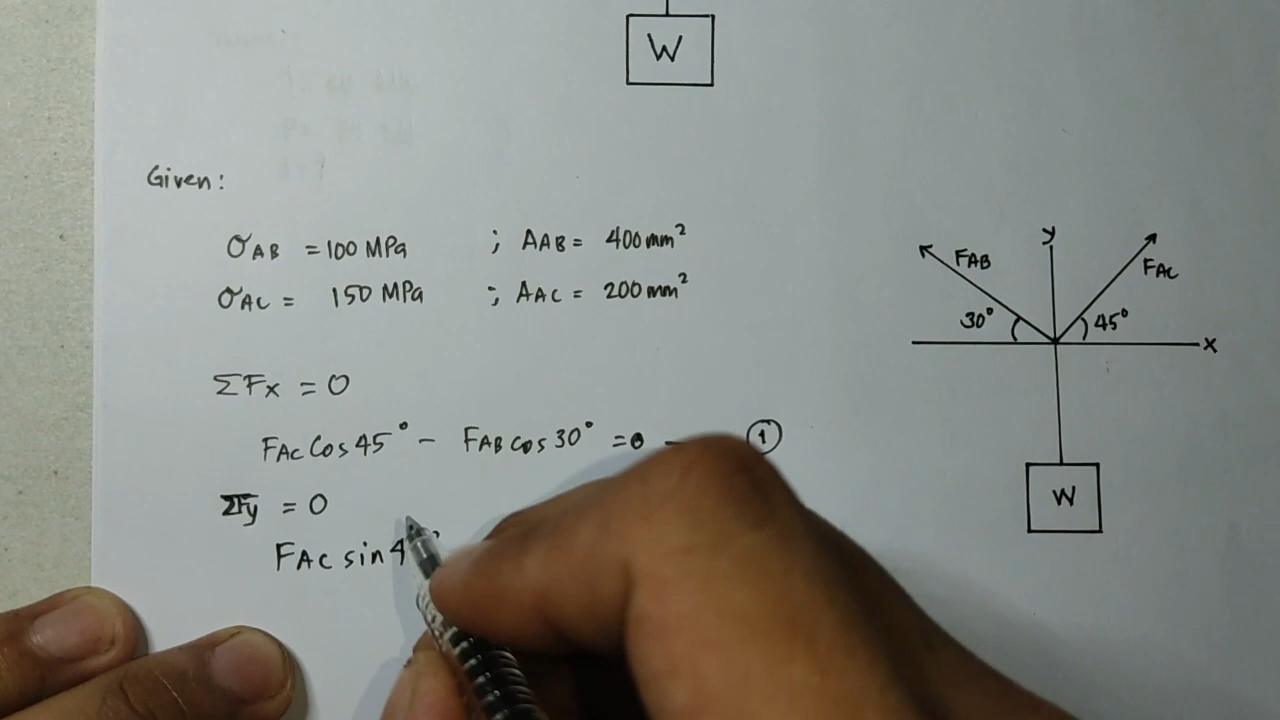 W
Given:
σAB = 100 MPa ; AAB = 400 mm²
σAC = 150 MPa ; AAC = 200 mm²
ΣFx = 0
FAC Cos 45° - FAB cos 30° = 0 — ①
ΣFy = 0
FAC sin 4
y
FAB
FAC
30°
45°
x
W